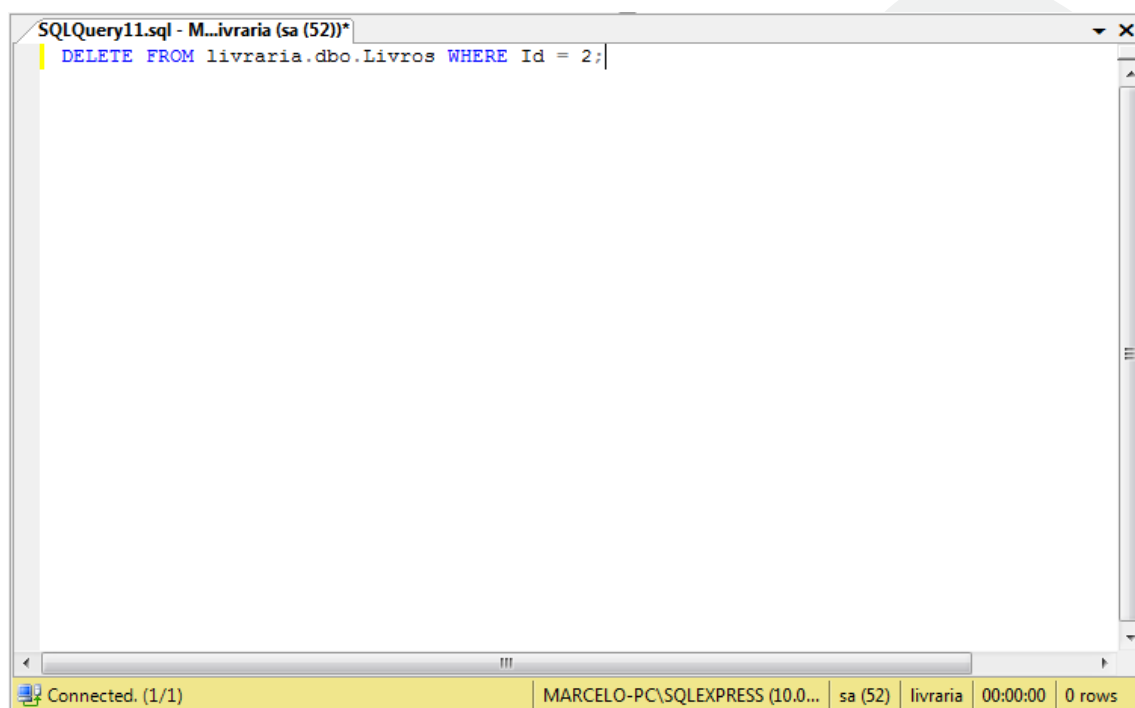 SQLQuery11.sql - M...ivraria (sa (52))*
DELETE FROM livraria.dbo.Livros WHERE Id = 2;
Connected. (1/1) MARCELO-PC\SQLEXPRESS (10.0... sa (52) livraria 00:00:00 0 rows